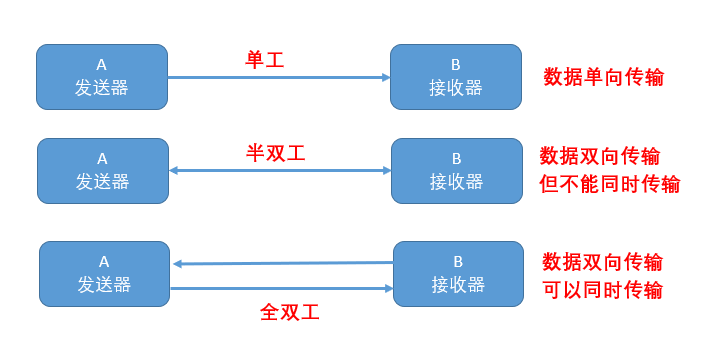 A
发送器
单工
B
接收器
数据单向传输
A
发送器
半双工
B
接收器
数据双向传输
但不能同时传输
A
发送器
全双工
B
接收器
数据双向传输
可以同时传输